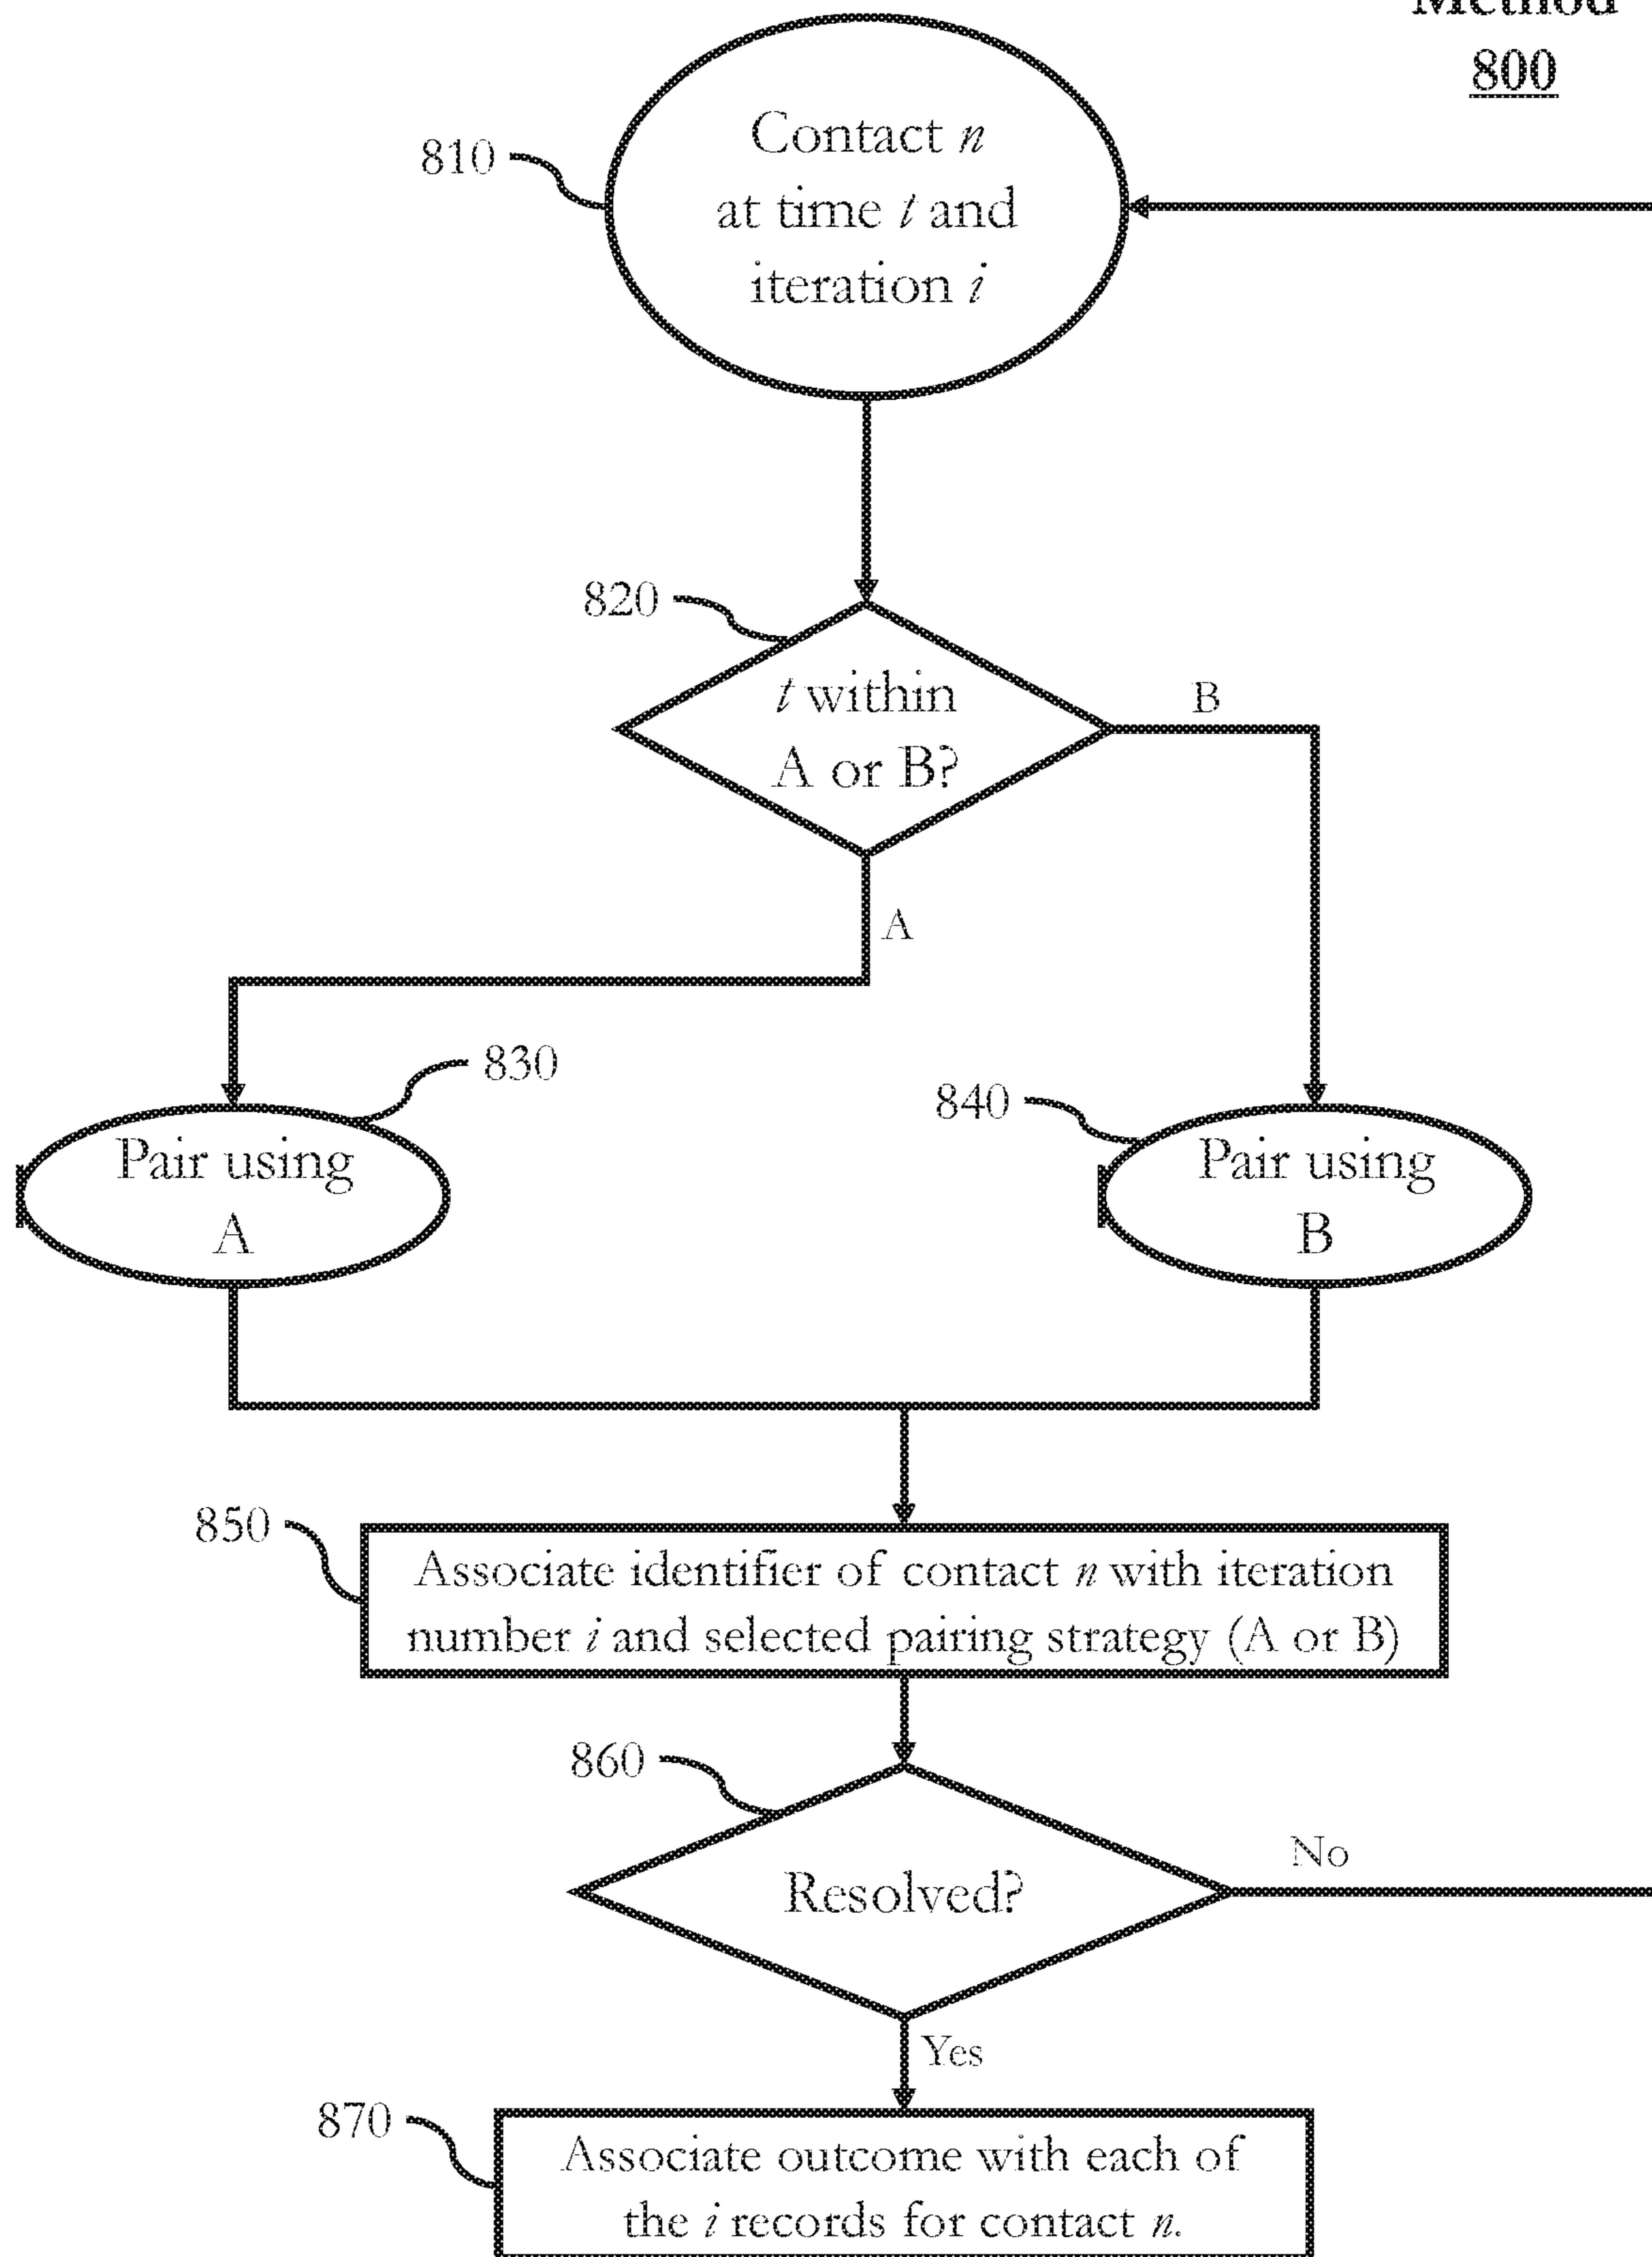 Method
800
810
Contact n
at time t and
iteration i
820
t within
A or B?
B
A
830
Pair using
A
840
Pair using
B
850
Associate identifier of contact n with iteration
number i and selected pairing strategy (A or B)
860
Resolved?
No
Yes
870
Associate outcome with each of
the i records for contact n.